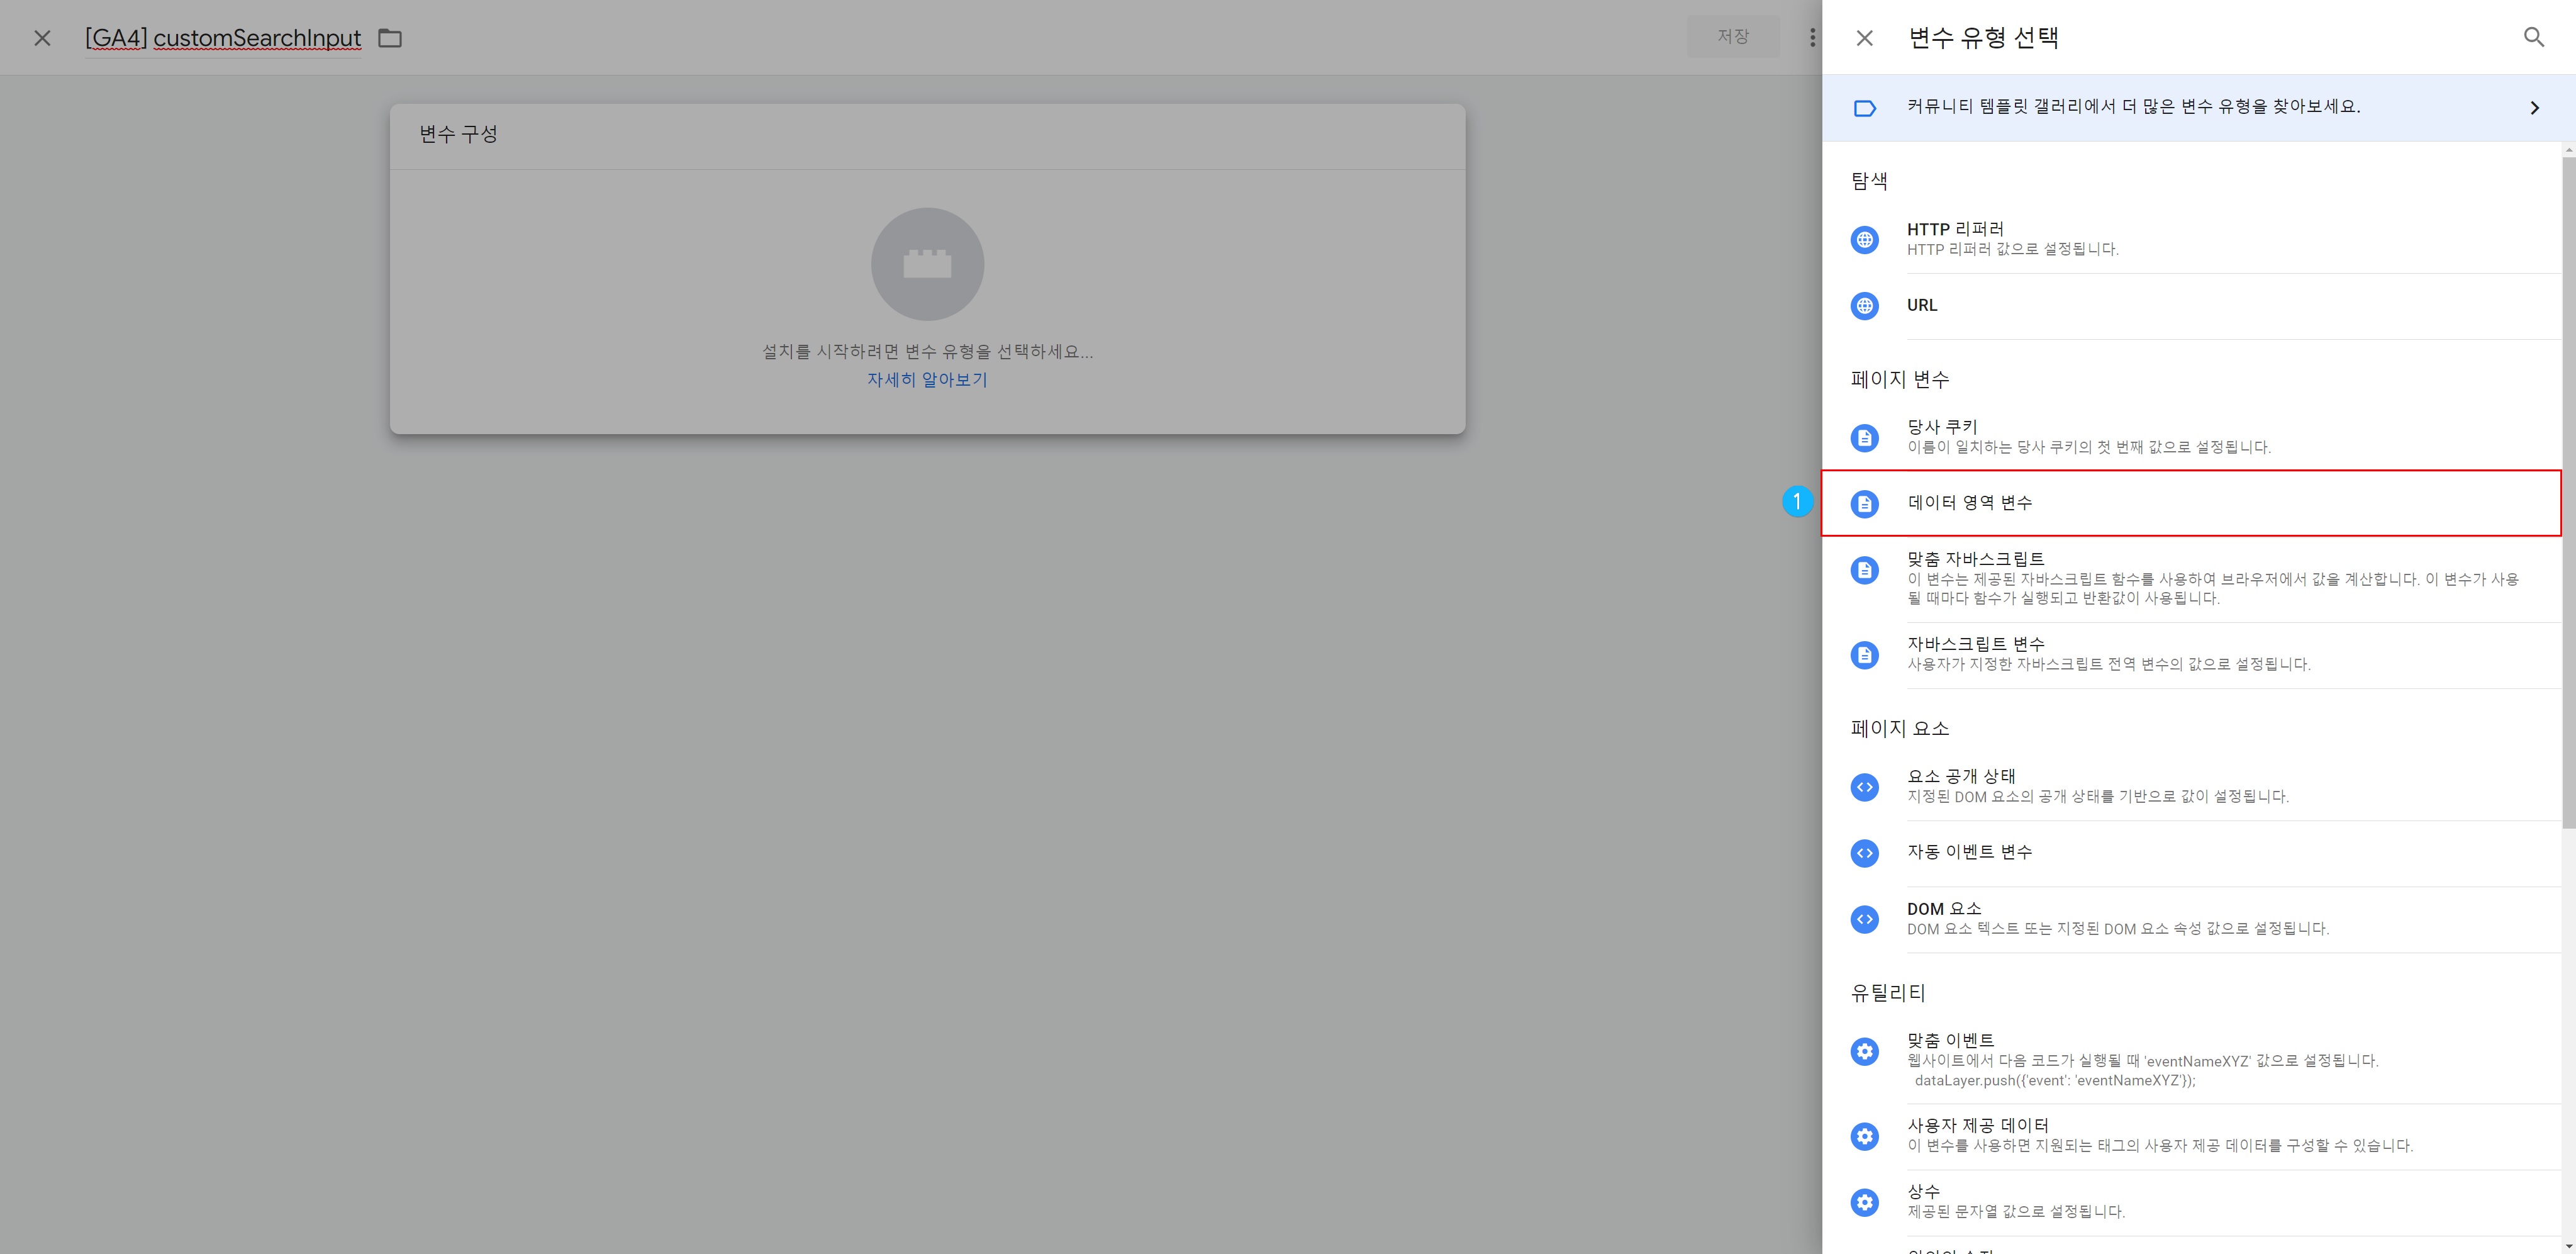 [GA4] customSearchInput
저장
변수 구성
설치를 시작하려면 변수 유형을 선택하세요...
자세히 알아보기
변수 유형 선택
커뮤니티 템플릿 갤러리에서 더 많은 변수 유형을 찾아보세요.
탐색
HTTP 리퍼러
HTTP 리퍼러 값으로 설정됩니다.
URL
페이지 변수
당사 쿠키
이름이 일치하는 당사 쿠키의 첫 번째 값으로 설정됩니다.
1
데이터 영역 변수
맞춤 자바스크립트
이 변수는 제공된 자바스크립트 함수를 사용하여 브라우저에서 값을 계산합니다. 이 변수가 사용
될 때마다 함수가 실행되고 반환값이 사용됩니다.
자바스크립트 변수
사용자가 지정한 자바스크립트 전역 변수의 값으로 설정됩니다.
페이지 요소
요소 공개 상태
지정된 DOM 요소의 공개 상태를 기반으로 값이 설정됩니다.
자동 이벤트 변수
DOM 요소
DOM 요소 텍스트 또는 지정된 DOM 요소 속성 값으로 설정됩니다.
유틸리티
맞춤 이벤트
웹사이트에서 다음 코드가 실행될 때 'eventNameXYZ' 값으로 설정됩니다.
dataLayer.push({'event': 'eventNameXYZ'});
사용자 제공 데이터
이 변수를 사용하면 지원되는 태그의 사용자 제공 데이터를 구성할 수 있습니다.
상수
제공된 문자열 값으로 설정됩니다.